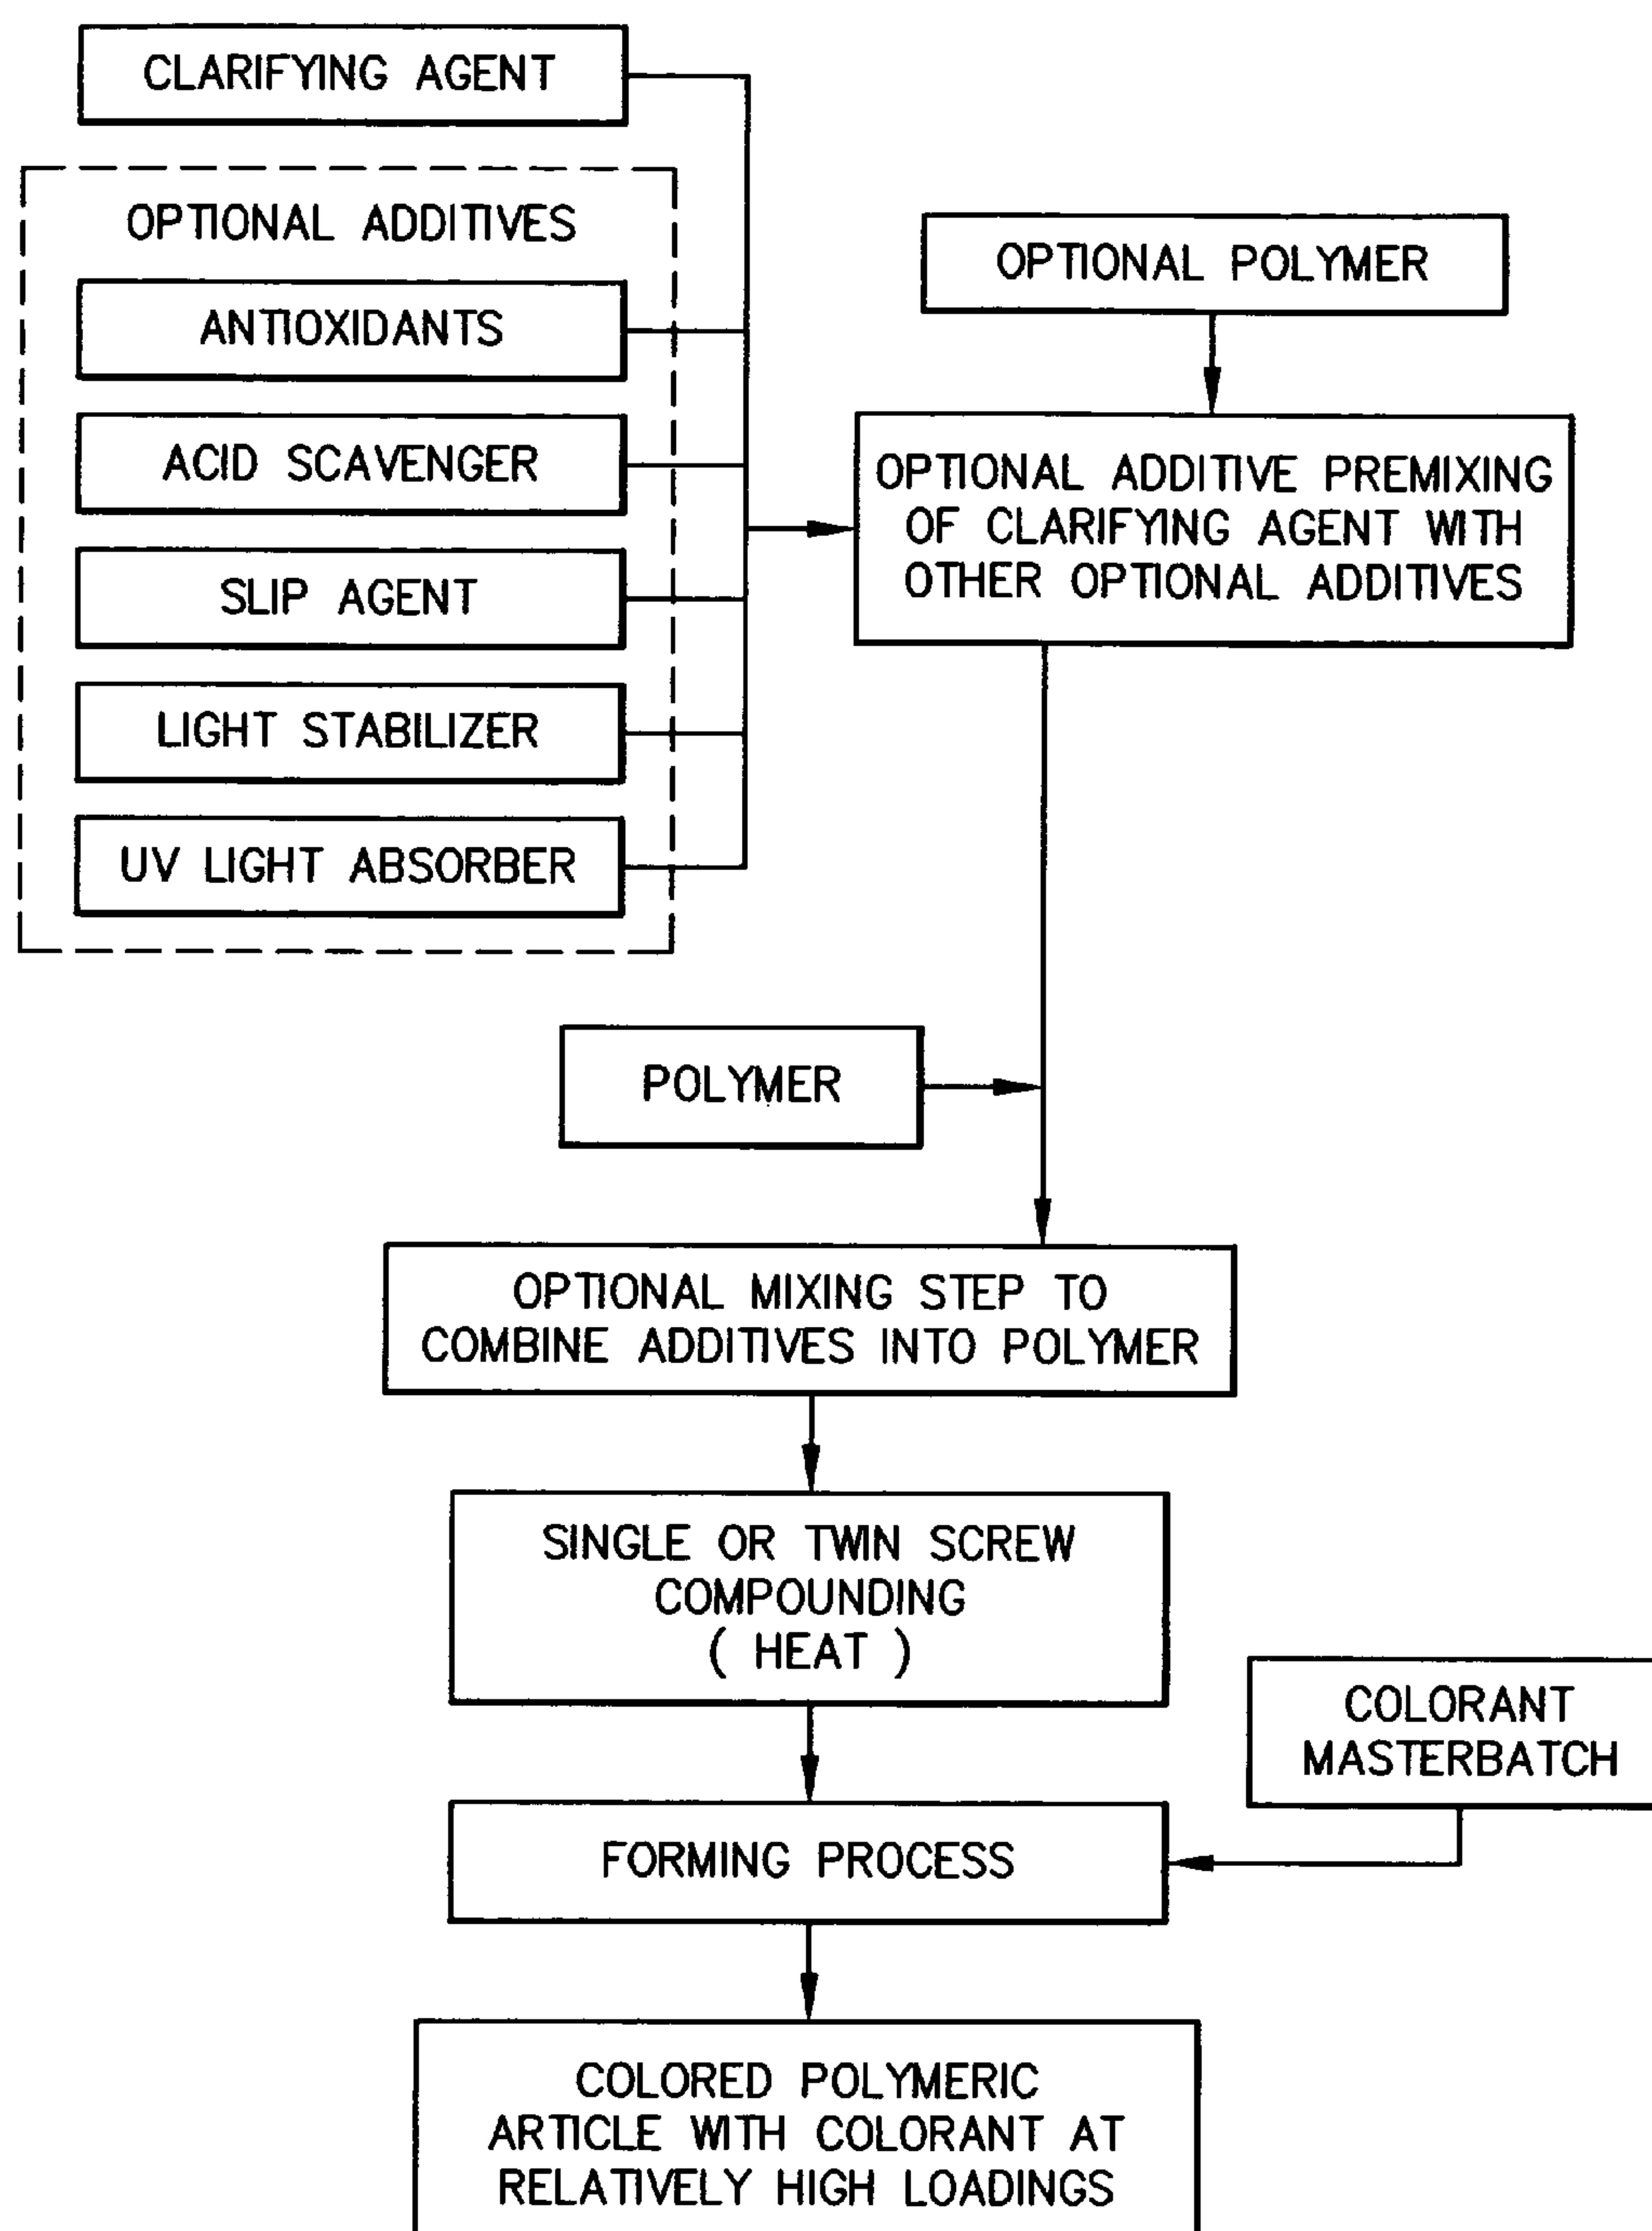 CLARIFYING AGENT
OPTIONAL ADDITIVES
ANTIOXIDANTS
ACID SCAVENGER
SLIP AGENT
LIGHT STABILIZER
UV LIGHT ABSORBER
OPTIONAL POLYMER
OPTIONAL ADDITIVE PREMIXING
OF CLARIFYING AGENT WITH
OTHER OPTIONAL ADDITIVES
POLYMER
OPTIONAL MIXING STEP TO
COMBINE ADDITIVES INTO POLYMER
SINGLE OR TWIN SCREW
COMPOUNDING
( HEAT )
COLORANT
MASTERBATCH
FORMING PROCESS
COLORED POLYMERIC
ARTICLE WITH COLORANT AT
RELATIVELY HIGH LOADINGS